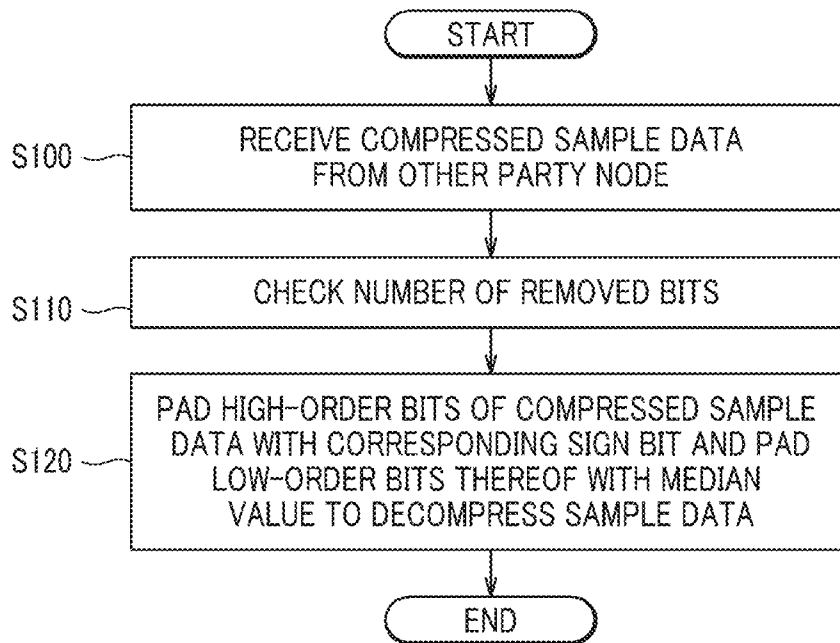 START
S100
RECEIVE COMPRESSED SAMPLE DATA
FROM OTHER PARTY NODE
S110
CHECK NUMBER OF REMOVED BITS
S120
PAD HIGH-ORDER BITS OF COMPRESSED SAMPLE
DATA WITH CORRESPONDING SIGN BIT AND PAD
LOW-ORDER BITS THEREOF WITH MEDIAN
VALUE TO DECOMPRESS SAMPLE DATA
END